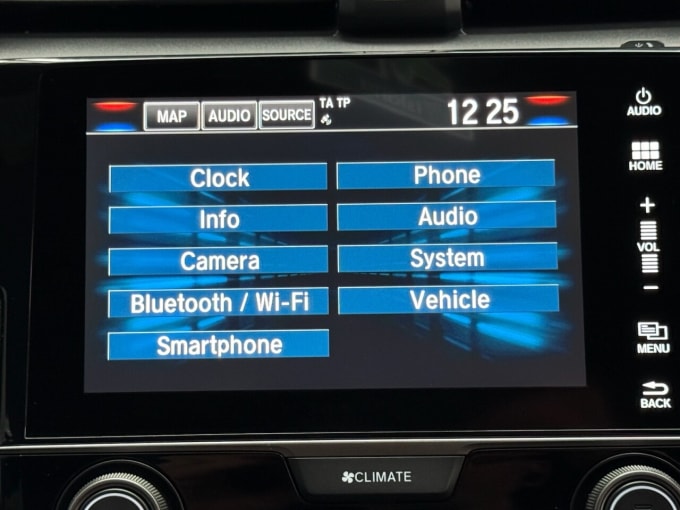 MAP AUDIO SOURCE TA TP 12 25
Clock Phone
Info Audio
Camera System
Bluetooth / Wi-Fi Vehicle
Smartphone
AUDIO
HOME
+
VOL
−
MENU
BACK
CLIMATE